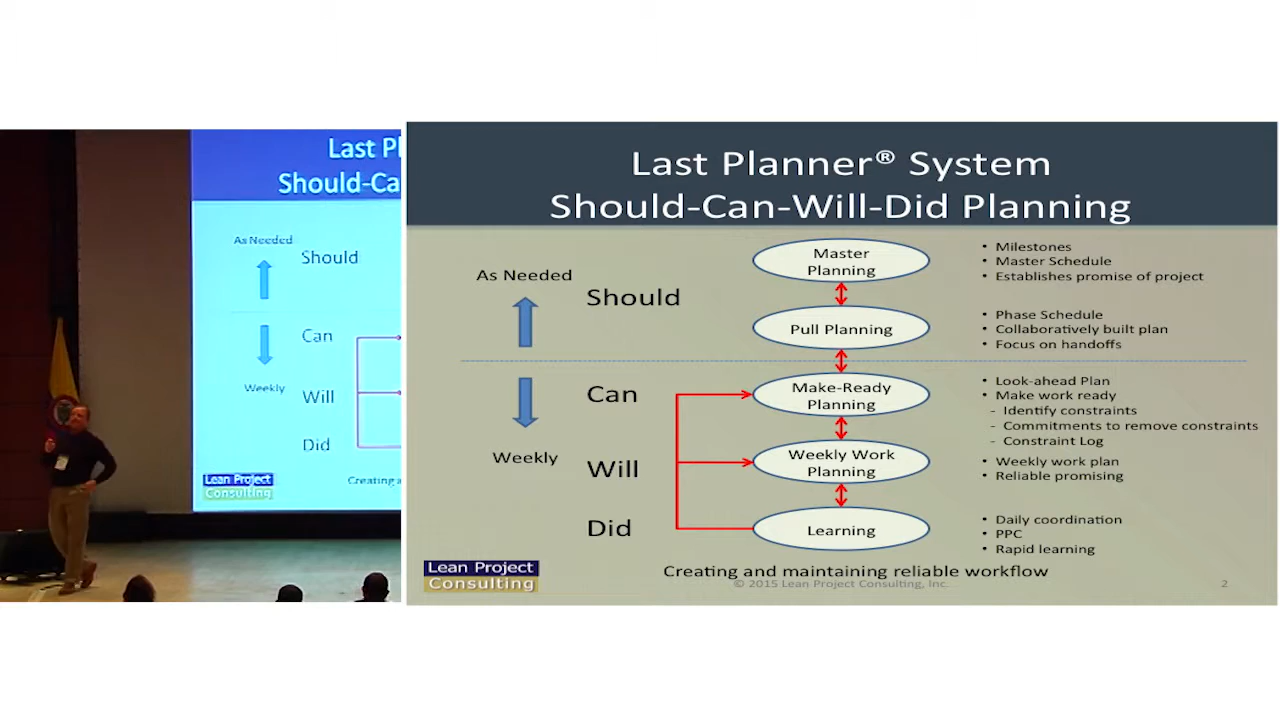 Last Pl
Should-Ca
As Needed
Should
Can
Weekly
Will
Did
Lean Project
Consulting
Creating a
Last Planner® System
Should-Can-Will-Did Planning
As Needed
Should
Can
Weekly
Will
Did
Master
Planning
Pull Planning
Make-Ready
Planning
Weekly Work
Planning
Learning
• Milestones
• Master Schedule
• Establishes promise of project
• Phase Schedule
• Collaboratively built plan
• Focus on handoffs
• Look-ahead Plan
• Make work ready
- Identify constraints
- Commitments to remove constraints
- Constraint Log
• Weekly work plan
• Reliable promising
• Daily coordination
• PPC
• Rapid learning
Lean Project
Consulting
Creating and maintaining reliable workflow
© 2015 Lean Project Consulting, Inc.
2